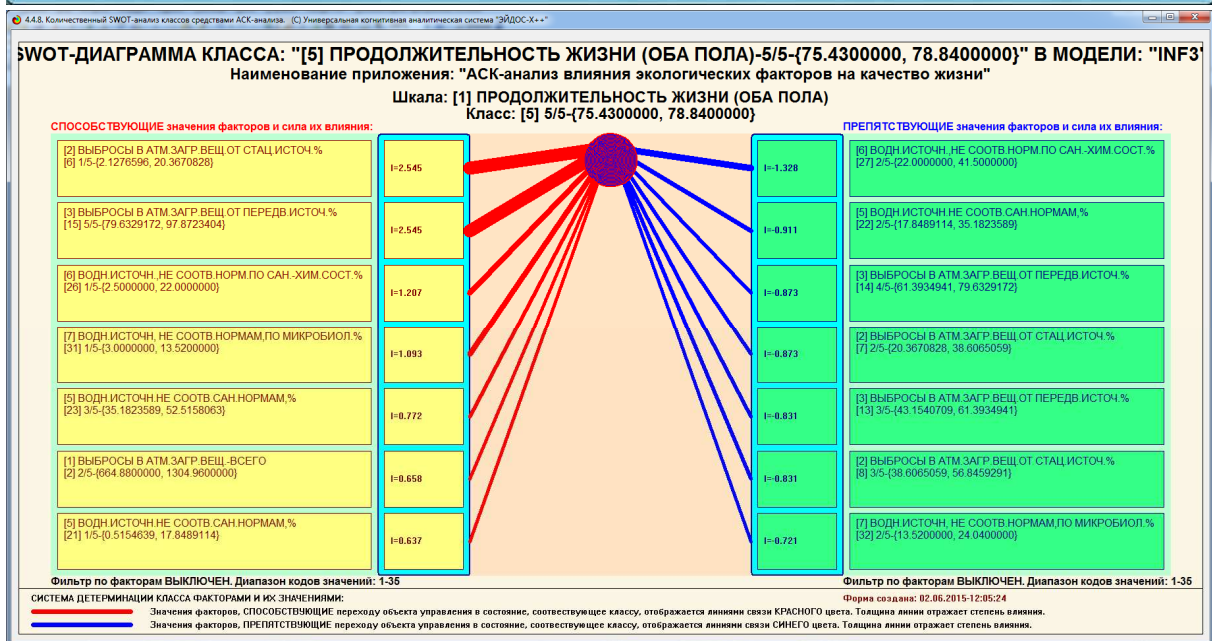 4.4.8. Количественный SWOT-анализ классов средствами АСК-анализа. (C) Универсальная когнитивная аналитическая система "ЭЙДОС-X++"
SWOT-ДИАГРАММА КЛАССА: "[5] ПРОДОЛЖИТЕЛЬНОСТЬ ЖИЗНИ (ОБА ПОЛА)-5/5-{75.4300000, 78.8400000}" В МОДЕЛИ: "INF3"
Наименование приложения: "АСК-анализ влияния экологических факторов на качество жизни"
Шкала: [1] ПРОДОЛЖИТЕЛЬНОСТЬ ЖИЗНИ (ОБА ПОЛА)
Класс: [5] 5/5-{75.4300000, 78.8400000}
СПОСОБСТВУЮЩИЕ значения факторов и сила их влияния:
[2] ВЫБРОСЫ В АТМ.ЗАГР.ВЕЩ.ОТ СТАЦ.ИСТОЧ.%
[6] 1/5-{2.1276596, 20.3670828}
I=2.545
[3] ВЫБРОСЫ В АТМ.ЗАГР.ВЕЩ.ОТ ПЕРЕДВ.ИСТОЧ.%
[15] 5/5-{79.6329172, 97.8723404}
I=2.545
[6] ВОДН.ИСТОЧН.,НЕ СООТВ.НОРМ.ПО САН.-ХИМ.СОСТ.%
[26] 1/5-{2.5000000, 22.0000000}
I=1.207
[7] ВОДН.ИСТОЧН, НЕ СООТВ.НОРМАМ,ПО МИКРОБИОЛ.%
[31] 1/5-{3.0000000, 13.5200000}
I=1.093
[5] ВОДН.ИСТОЧН.НЕ СООТВ.САН.НОРМАМ,%
[23] 3/5-{35.1823589, 52.5158063}
I=0.772
[1] ВЫБРОСЫ В АТМ.ЗАГР.ВЕЩ.-ВСЕГО
[2] 2/5-{664.8800000, 1304.9600000}
I=0.658
[5] ВОДН.ИСТОЧН.НЕ СООТВ.САН.НОРМАМ,%
[21] 1/5-{0.5154639, 17.8489114}
I=0.637
Фильтр по факторам ВЫКЛЮЧЕН. Диапазон кодов значений: 1-35
ПРЕПЯТСТВУЮЩИЕ значения факторов и сила их влияния:
I=-1.328
[6] ВОДН.ИСТОЧН.,НЕ СООТВ.НОРМ.ПО САН.-ХИМ.СОСТ.%
[27] 2/5-{22.0000000, 41.5000000}
I=-0.911
[5] ВОДН.ИСТОЧН.НЕ СООТВ.САН.НОРМАМ,%
[22] 2/5-{17.8489114, 35.1823589}
I=-0.873
[3] ВЫБРОСЫ В АТМ.ЗАГР.ВЕЩ.ОТ ПЕРЕДВ.ИСТОЧ.%
[14] 4/5-{61.3934941, 79.6329172}
I=-0.873
[2] ВЫБРОСЫ В АТМ.ЗАГР.ВЕЩ.ОТ СТАЦ.ИСТОЧ.%
[7] 2/5-{20.3670828, 38.6065059}
I=-0.831
[3] ВЫБРОСЫ В АТМ.ЗАГР.ВЕЩ.ОТ ПЕРЕДВ.ИСТОЧ.%
[13] 3/5-{43.1540709, 61.3934941}
I=-0.831
[2] ВЫБРОСЫ В АТМ.ЗАГР.ВЕЩ.ОТ СТАЦ.ИСТОЧ.%
[8] 3/5-{38.6065059, 56.8459291}
I=-0.721
[7] ВОДН.ИСТОЧН, НЕ СООТВ.НОРМАМ,ПО МИКРОБИОЛ.%
[32] 2/5-{13.5200000, 24.0400000}
Фильтр по факторам ВЫКЛЮЧЕН. Диапазон кодов значений: 1-35
СИСТЕМА ДЕТЕРМИНАЦИИ КЛАССА ФАКТОРАМИ И ИХ ЗНАЧЕНИЯМИ:
Форма создана: 02.06.2015-12:05:24
Значения факторов, СПОСОБСТВУЮЩИЕ переходу объекта управления в состояние, соотвествующее классу, отображается линиями связи КРАСНОГО цвета. Толщина линии отражает степень влияния.
Значения факторов, ПРЕПЯТСТВУЮЩИЕ переходу объекта управления в состояние, соотвествующее классу, отображается линиями связи СИНЕГО цвета. Толщина линии отражает степень влияния.